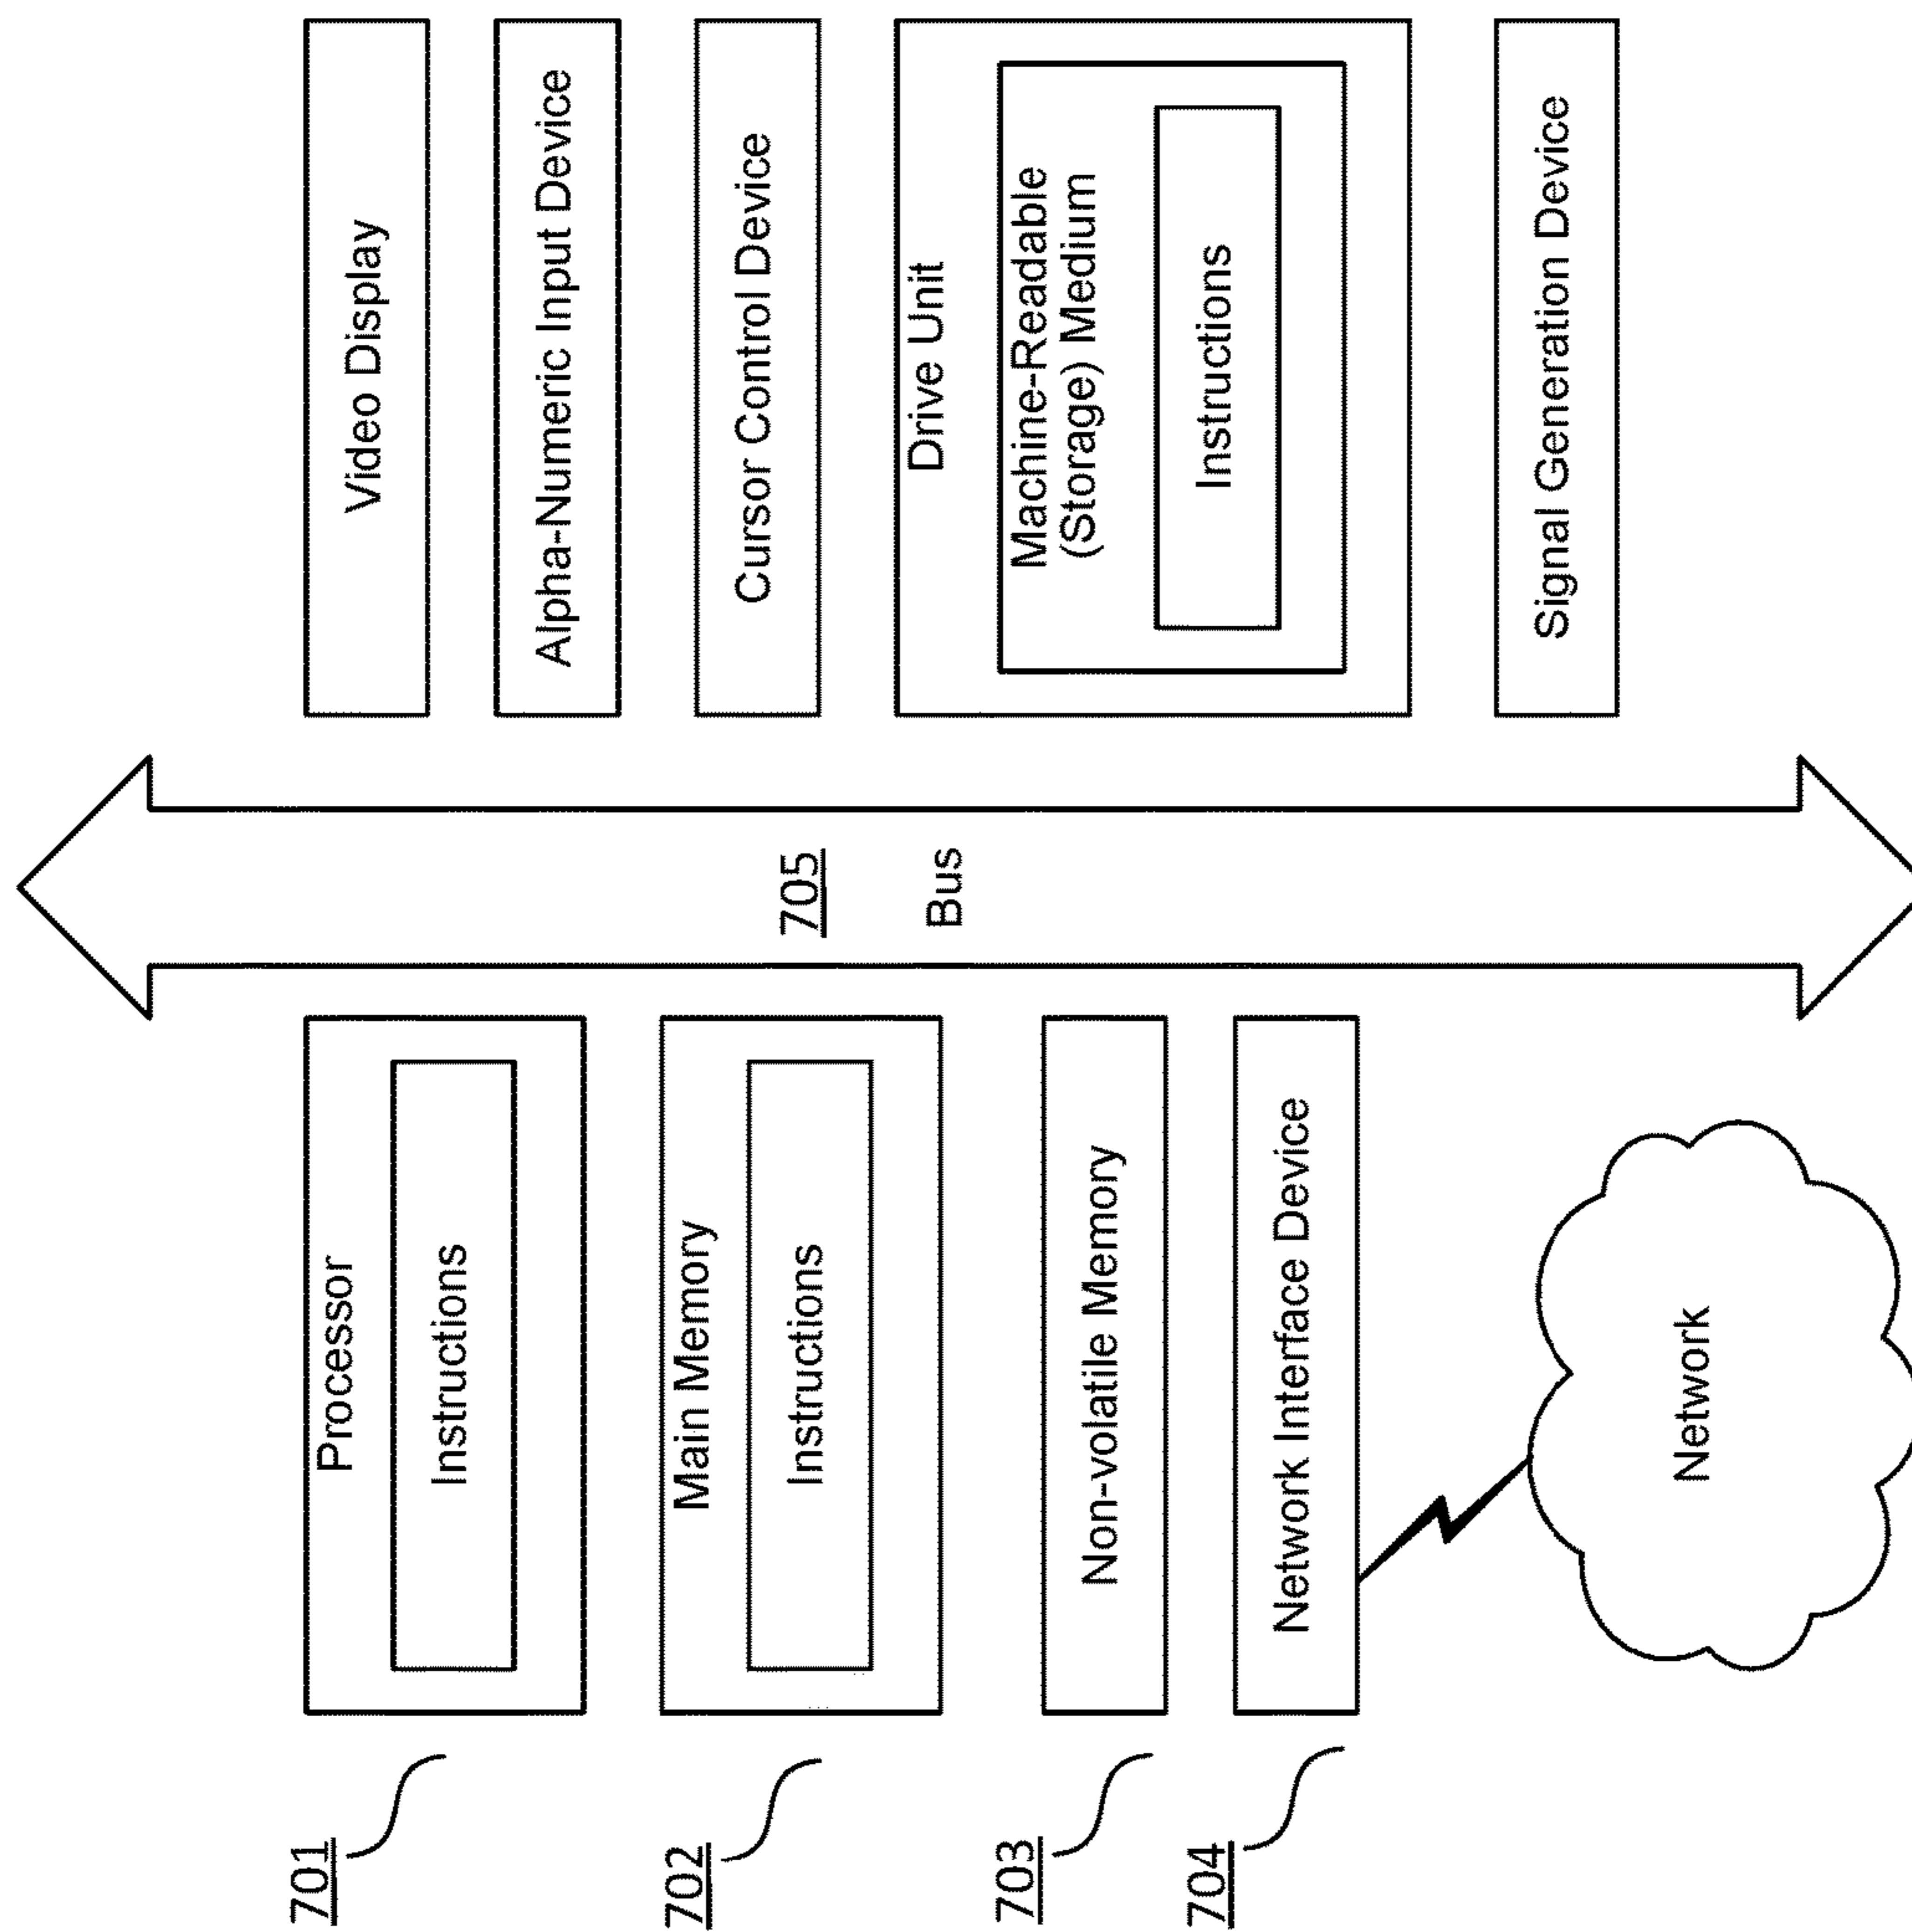 701
Processor
Instructions
702
Main Memory
Instructions
703
Non-volatile Memory
704
Network Interface Device
Network
705
Bus
Video Display
Alpha-Numeric Input Device
Cursor Control Device
Drive Unit
Machine-Readable
(Storage) Medium
Instructions
Signal Generation Device